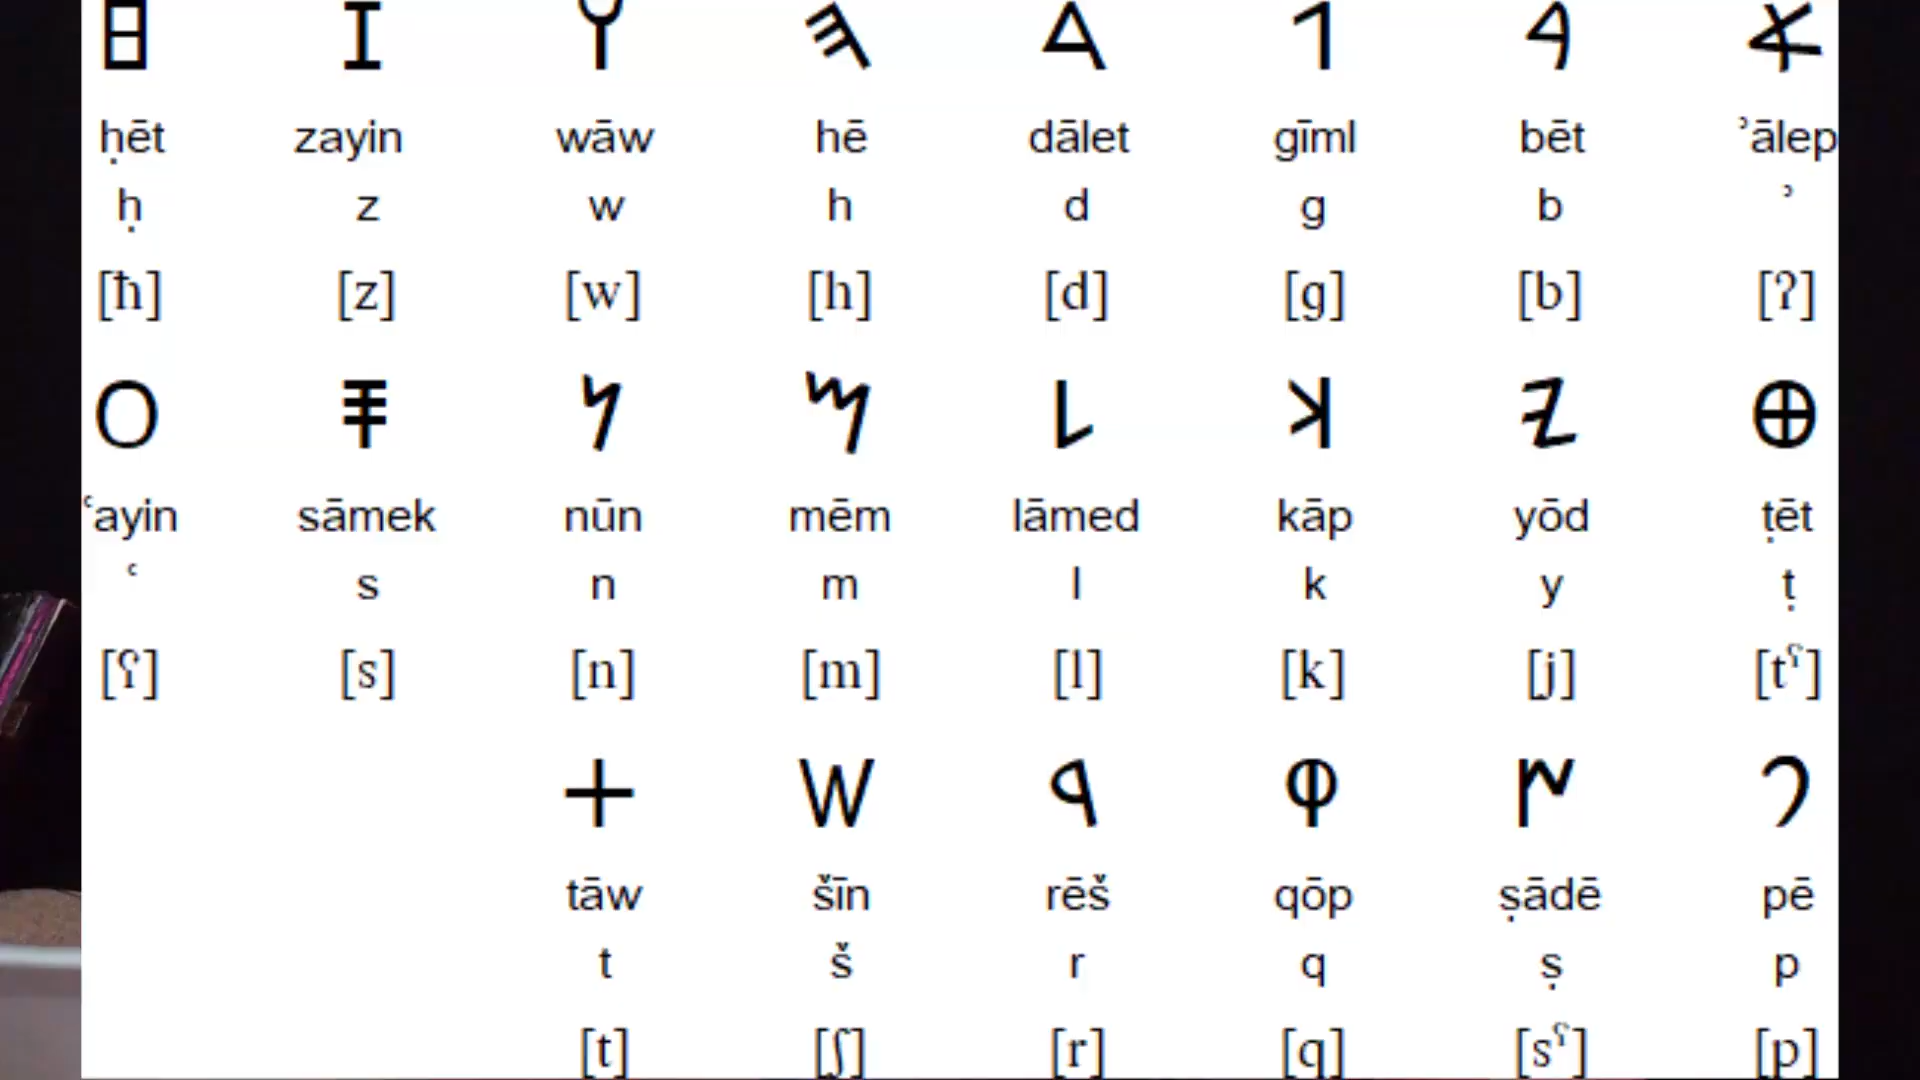 𐤇 𐤆 𐤅 𐤄 𐤃 𐤂 𐤁 𐤀
ḥēt zayin wāw hē dālet gīml bēt ʾālep
ḥ z w h d g b ʾ
[ħ] [z] [w] [h] [d] [g] [b] [ʔ]
𐤏 𐤎 𐤍 𐤌 𐤋 𐤊 𐤉 𐤈
ʿayin sāmek nūn mēm lāmed kāp yōd ṭēt
ʿ s n m l k y ṭ
[ʕ] [s] [n] [m] [l] [k] [j] [tˤ]
𐤕 𐤔 𐤓 𐤒 𐤑 𐤐
tāw šīn rēš qōp ṣādē pē
t š r q ṣ p
[t] [ʃ] [r] [q] [sˤ] [p]